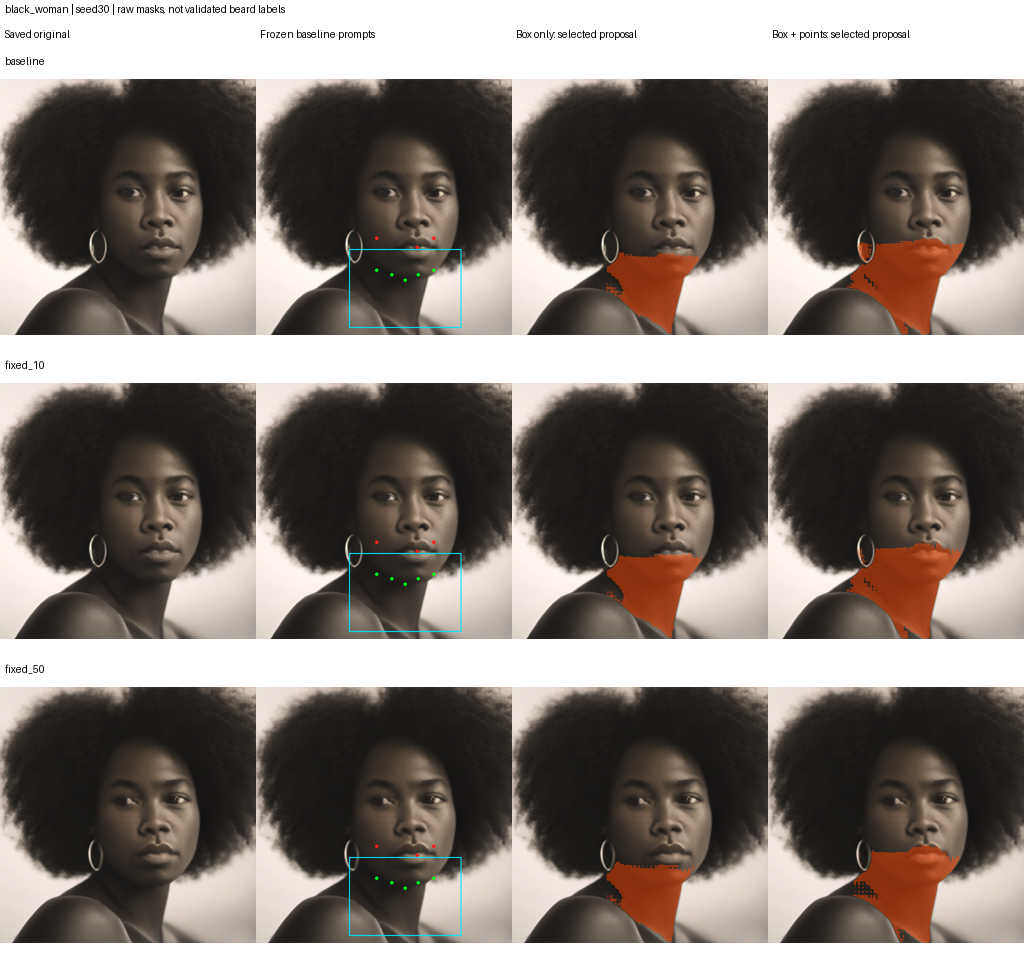 black_woman | seed30 | raw masks, not validated beard labels
Saved original
Frozen baseline prompts
Box only: selected proposal
Box + points: selected proposal
baseline
fixed_10
fixed_50